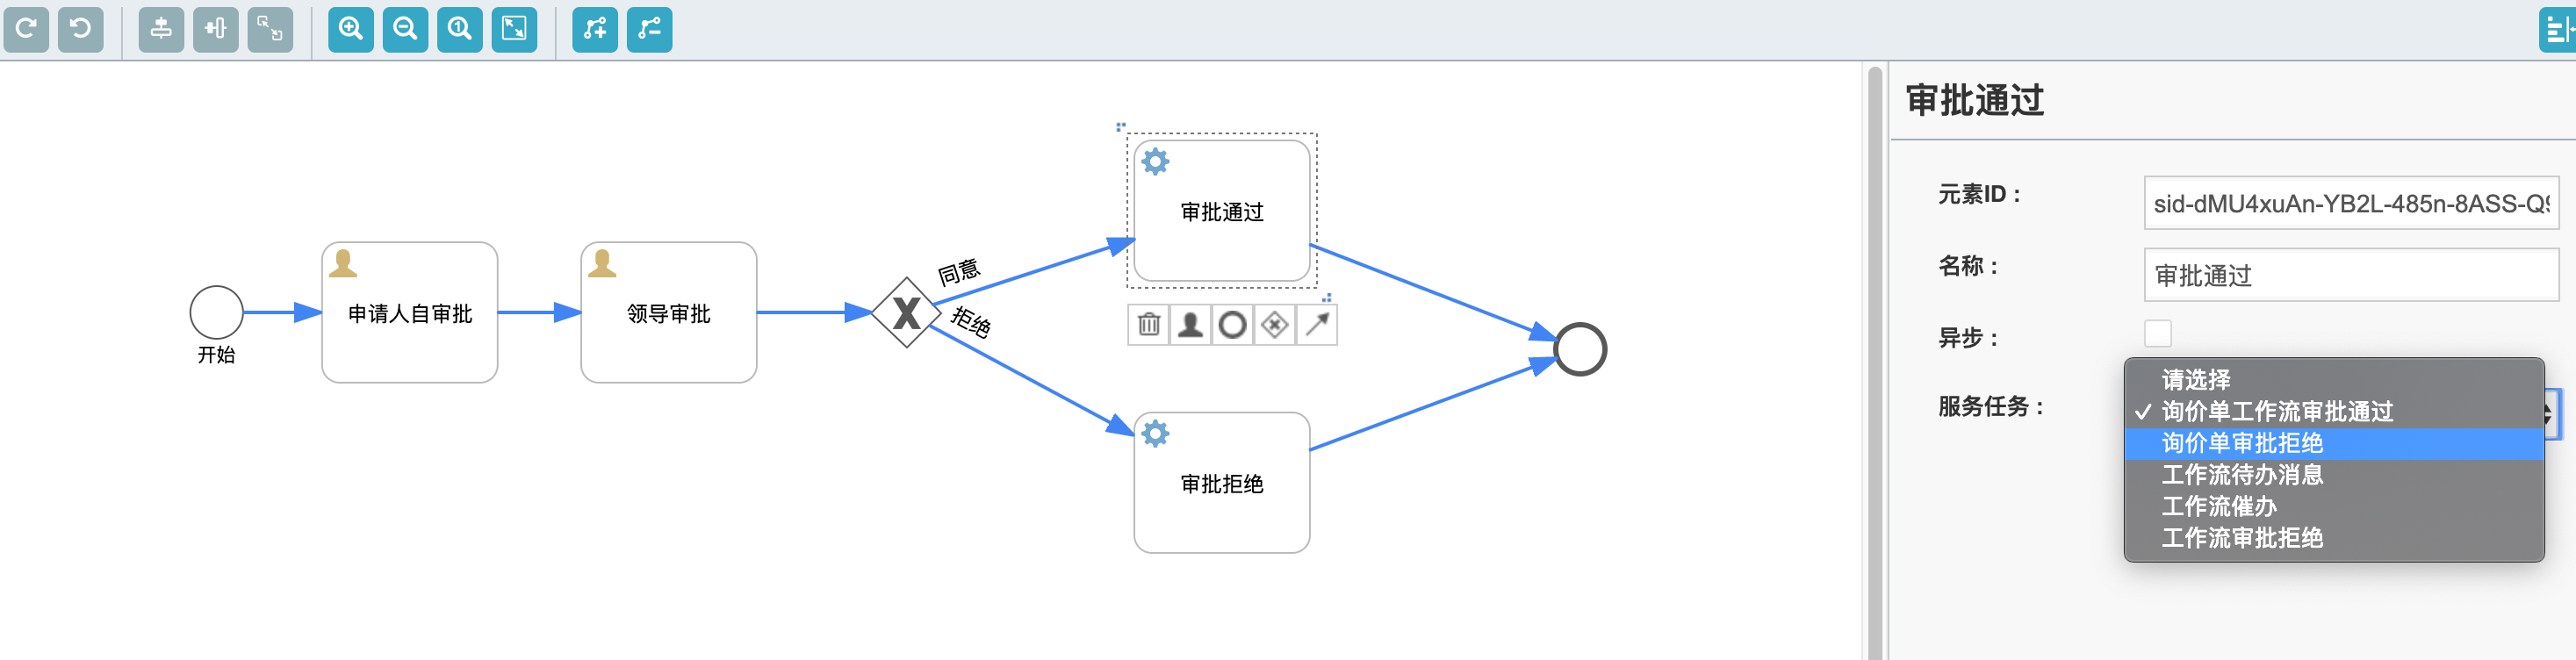 开始
申请人自审批
领导审批
X
同意
拒绝
审批通过
审批拒绝
审批通过
元素ID：
sid-dMU4xuAn-YB2L-485n-8ASS-Q
名称：
审批通过
异步：
服务任务：
请选择
✓ 询价单工作流审批通过
询价单审批拒绝
工作流待办消息
工作流催办
工作流审批拒绝